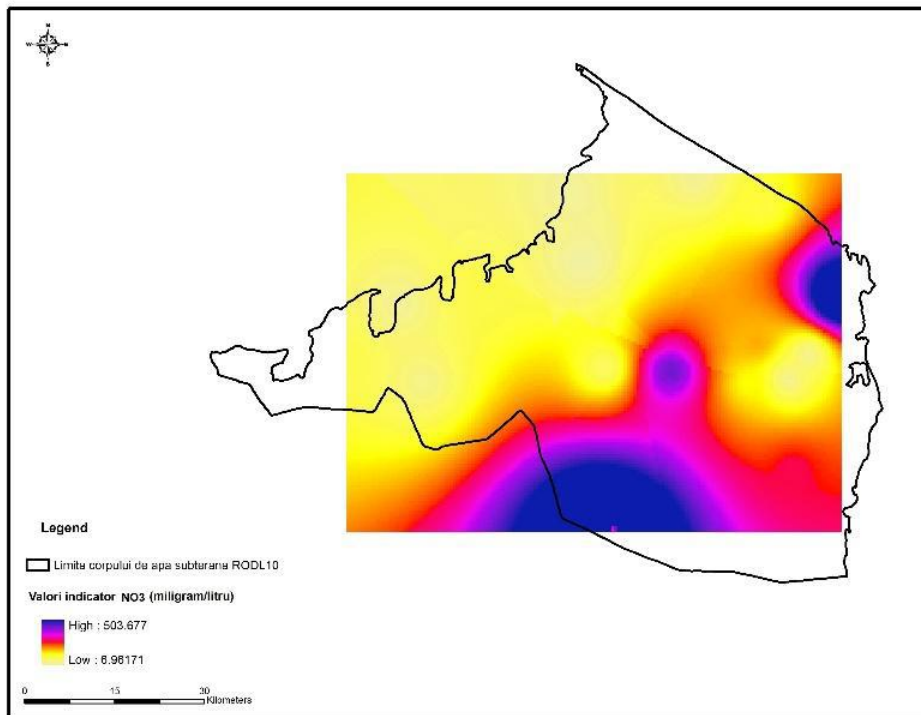 N
W E
S
Legend
Limita corpului de apa subterana RODL10
Valori indicator NO3 (miligram/litru)
High : 503.677
Low : 6.96171
0 15 30
Kilometers